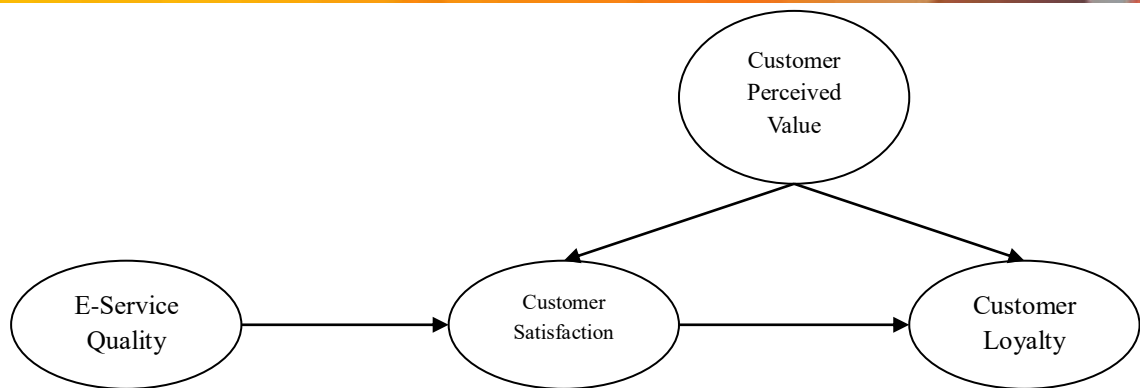 Customer
Perceived
Value
E-Service
Quality
Customer
Satisfaction
Customer
Loyalty